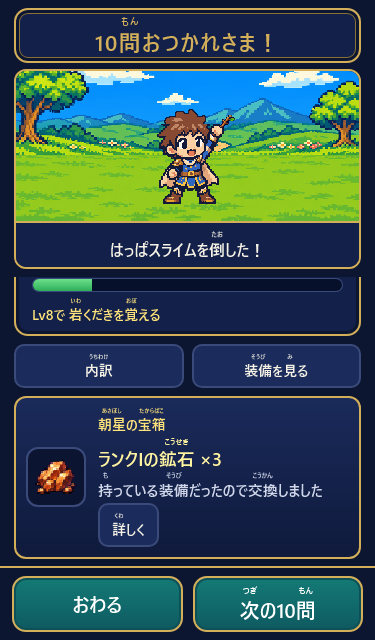 10問おつかれさま！
もん
はっぱスライムを倒した！
たお
Lv8で 岩くだきを覚える
いわ
おぼ
内訳
うちわけ
装備を見る
そうび
み
朝星の宝箱
あさぼし
たからばこ
ランクIの鉱石 ×3
こうせき
持っている装備だったので交換しました
も
そうび
こうかん
詳しく
くわ
おわる
次の10問
つぎ
もん